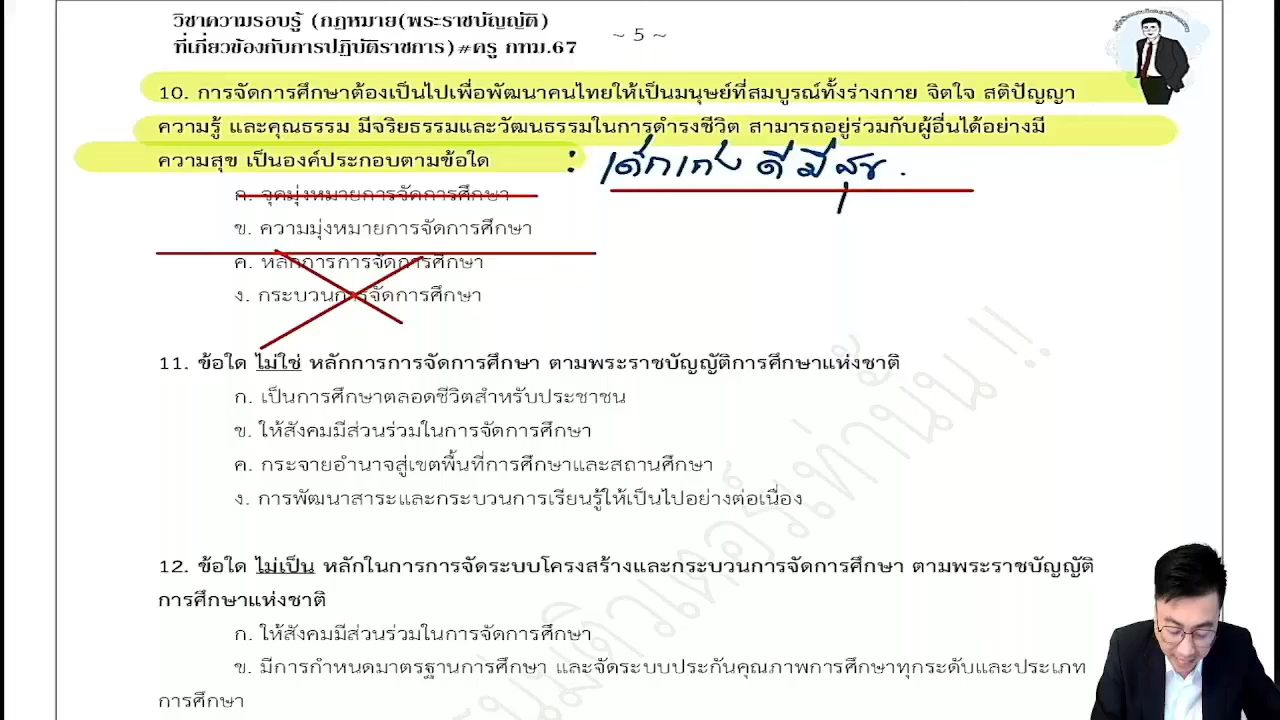 วิชาความรอบรู้ (กฎหมาย(พระราชบัญญัติ)
ที่เกี่ยวข้องกับการปฏิบัติราชการ)#ครู กทม.67
~ 5 ~
10. การจัดการศึกษาต้องเป็นไปเพื่อพัฒนาคนไทยให้เป็นมนุษย์ที่สมบูรณ์ทั้งร่างกาย จิตใจ สติปัญญา
ความรู้ และคุณธรรม มีจริยธรรมและวัฒนธรรมในการดำรงชีวิต สามารถอยู่ร่วมกับผู้อื่นได้อย่างมี
ความสุข เป็นองค์ประกอบตามข้อใด : เด็กเก่ง ดี มีสุข.
ก. จุดมุ่งหมายการจัดการศึกษา
ข. ความมุ่งหมายการจัดการศึกษา
ค. หลักการการจัดการศึกษา
ง. กระบวนการจัดการศึกษา
11. ข้อใด ไม่ใช่ หลักการการจัดการศึกษา ตามพระราชบัญญัติการศึกษาแห่งชาติ
ก. เป็นการศึกษาตลอดชีวิตสำหรับประชาชน
ข. ให้สังคมมีส่วนร่วมในการจัดการศึกษา
ค. กระจายอำนาจสู่เขตพื้นที่การศึกษาและสถานศึกษา
ง. การพัฒนาสาระและกระบวนการเรียนรู้ให้เป็นไปอย่างต่อเนื่อง
12. ข้อใด ไม่เป็น หลักในการการจัดระบบโครงสร้างและกระบวนการจัดการศึกษา ตามพระราชบัญญัติ
การศึกษาแห่งชาติ
ก. ให้สังคมมีส่วนร่วมในการจัดการศึกษา
ข. มีการกำหนดมาตรฐานการศึกษา และจัดระบบประกันคุณภาพการศึกษาทุกระดับและประเภท
การศึกษา